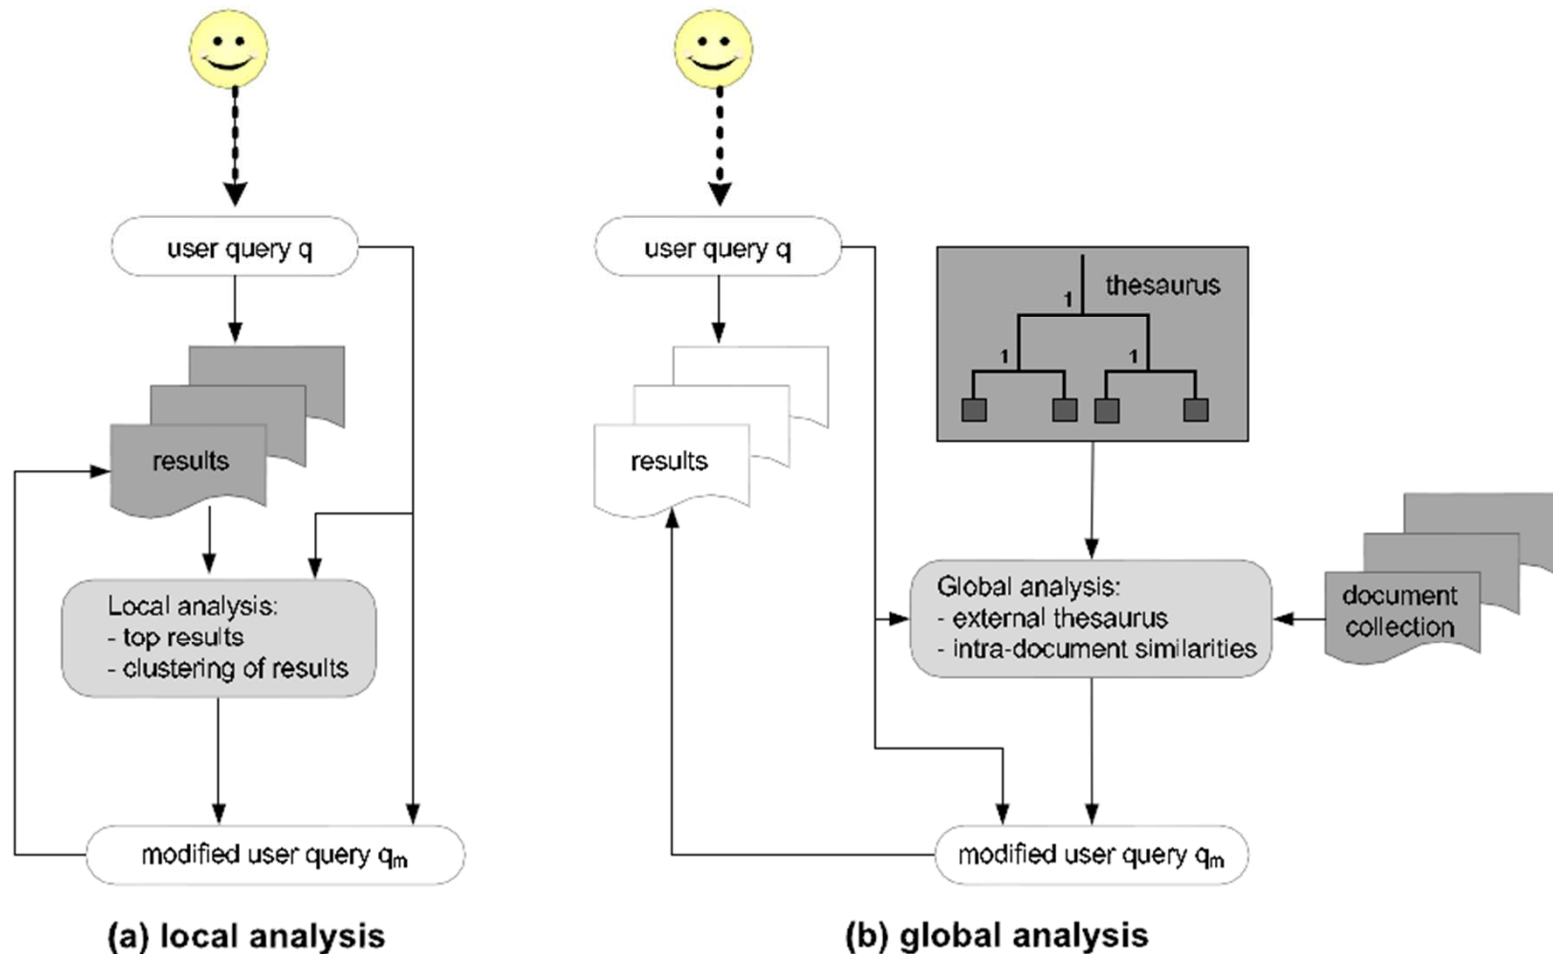 user query q
results
Local analysis:
- top results
- clustering of results
modified user query qm
(a) local analysis
user query q
results
thesaurus
1
1
1
Global analysis:
- external thesaurus
- intra-document similarities
document
collection
modified user query qm
(b) global analysis